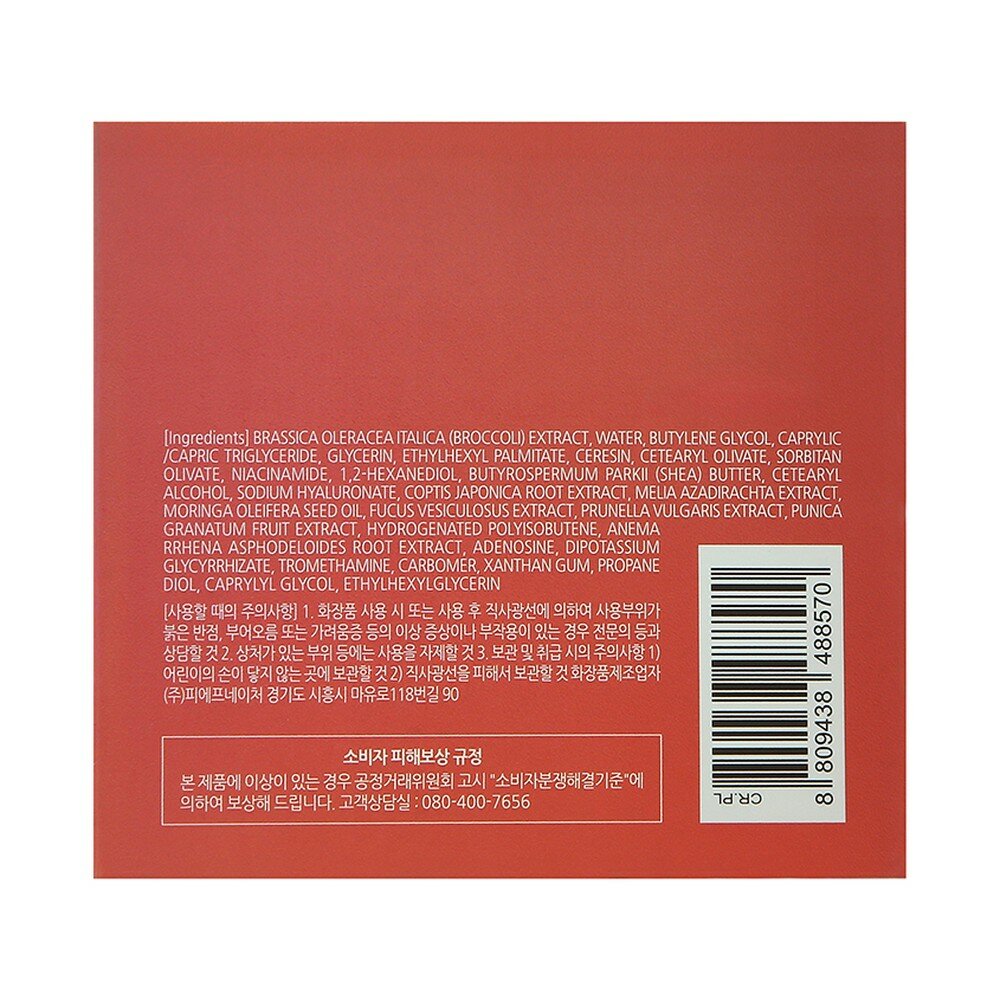 [Ingredients] BRASSICA OLERACEA ITALICA (BROCCOLI) EXTRACT, WATER, BUTYLENE GLYCOL, CAPRYLIC
/CAPRIC TRIGLYCERIDE, GLYCERIN, ETHYLHEXYL PALMITATE, CERESIN, CETEARYL OLIVATE, SORBITAN
OLIVATE, NIACINAMIDE, 1,2-HEXANEDIOL, BUTYROSPERMUM PARKII (SHEA) BUTTER, CETEARYL
ALCOHOL, SODIUM HYALURONATE, COPTIS JAPONICA ROOT EXTRACT, MELIA AZADIRACHTA EXTRACT,
MORINGA OLEIFERA SEED OIL, FUCUS VESICULOSUS EXTRACT, PRUNELLA VULGARIS EXTRACT, PUNICA
GRANATUM FRUIT EXTRACT, HYDROGENATED POLYISOBUTENE, ANEMA
RRHENA ASPHODELOIDES ROOT EXTRACT, ADENOSINE, DIPOTASSIUM
GLYCYRRHIZATE, TROMETHAMINE, CARBOMER, XANTHAN GUM, PROPANE
DIOL, CAPRYLYL GLYCOL, ETHYLHEXYLGLYCERIN
[사용할 때의 주의사항] 1. 화장품 사용 시 또는 사용 후 직사광선에 의하여 사용부위가
붉은 반점, 부어오름 또는 가려움증 등의 이상 증상이나 부작용이 있는 경우 전문의 등과
상담할 것 2. 상처가 있는 부위 등에는 사용을 자제할 것 3. 보관 및 취급 시의 주의사항 1)
어린이의 손이 닿지 않는 곳에 보관할 것 2) 직사광선을 피해서 보관할 것 화장품제조업자
(주)피에프네이처 경기도 시흥시 마유로118번길 90
소비자 피해보상 규정
본 제품에 이상이 있는 경우 공정거래위원회 고시 "소비자분쟁해결기준"에
의하여 보상해 드립니다. 고객상담실 : 080-400-7656
CR.PL
8 809438 488570